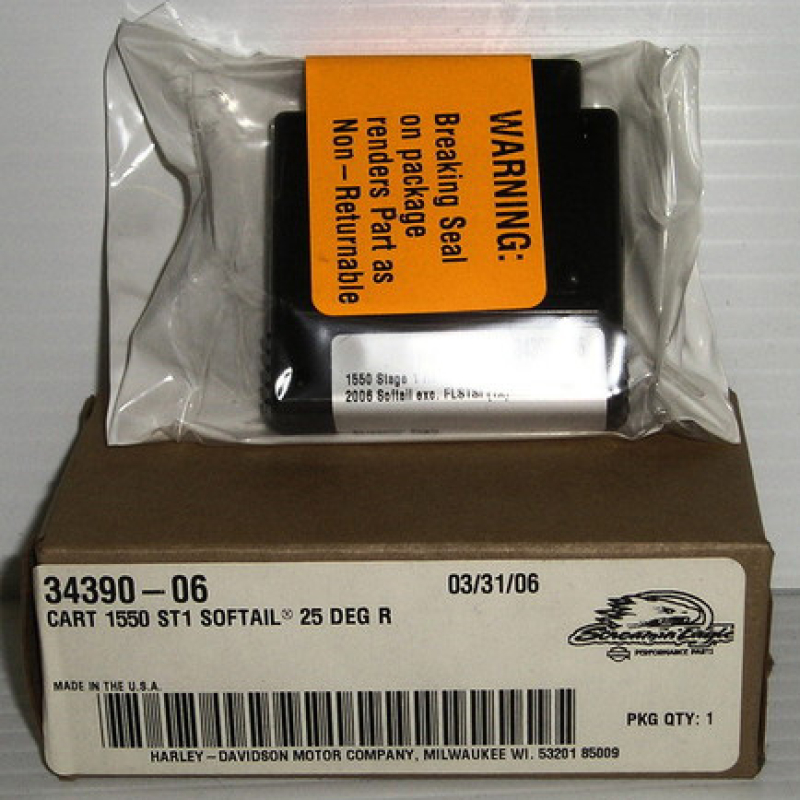 WARNING:
Breaking Seal
on package
renders Part as
Non – Returnable
1550 Stage 1
2006 Softail exc.
34390 – 06
03/31/06
CART 1550 ST1 SOFTAIL® 25 DEG R
Screamin' Eagle
PERFORMANCE PARTS
MADE IN THE U.S.A.
PKG QTY: 1
HARLEY – DAVIDSON MOTOR COMPANY, MILWAUKEE WI. 53201 85009